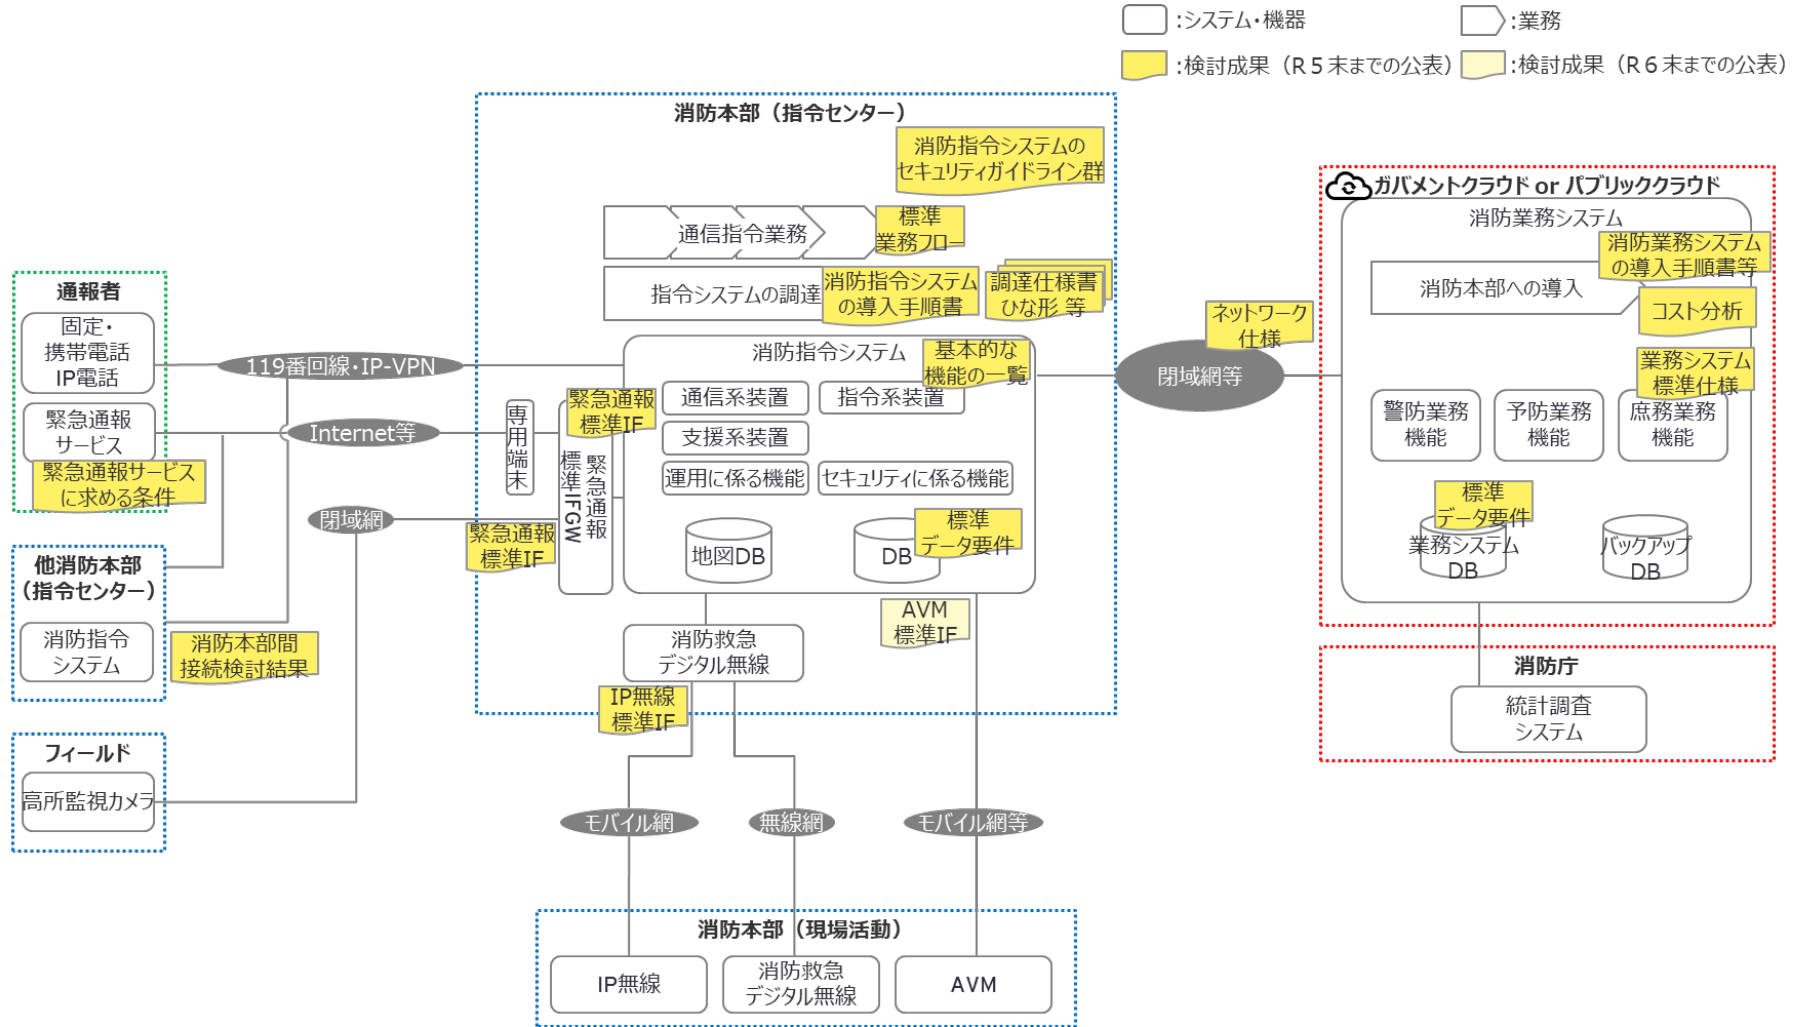 :システム・機器
:業務
:検討成果（R５末までの公表）
:検討成果（R６末までの公表）
消防本部（指令センター）
消防指令システムの
セキュリティガイドライン群
通信指令業務
標準
業務フロー
指令システムの調達
消防指令システム
の導入手順書
調達仕様書
ひな形 等
通報者
固定・
携帯電話
IP電話
緊急通報
サービス
緊急通報サービス
に求める条件
119番回線・IP-VPN
Internet等
閉域網
専用端末
緊急通報
標準IF
緊急通報
標準IFGW
緊急通報
標準IF
消防指令システム
基本的な
機能の一覧
通信系装置
指令系装置
支援系装置
運用に係る機能
セキュリティに係る機能
地図DB
DB
標準
データ要件
AVM
標準IF
消防救急
デジタル無線
IP無線
標準IF
他消防本部
（指令センター）
消防指令
システム
消防本部間
接続検討結果
フィールド
高所監視カメラ
モバイル網
無線網
モバイル網等
消防本部（現場活動）
IP無線
消防救急
デジタル無線
AVM
ネットワーク
仕様
閉域網等
ガバメントクラウド or パブリッククラウド
消防業務システム
消防業務システム
の導入手順書等
消防本部への導入
コスト分析
業務システム
標準仕様
警防業務
機能
予防業務
機能
庶務業務
機能
標準
データ要件
業務システム
DB
バックアップ
DB
消防庁
統計調査
システム